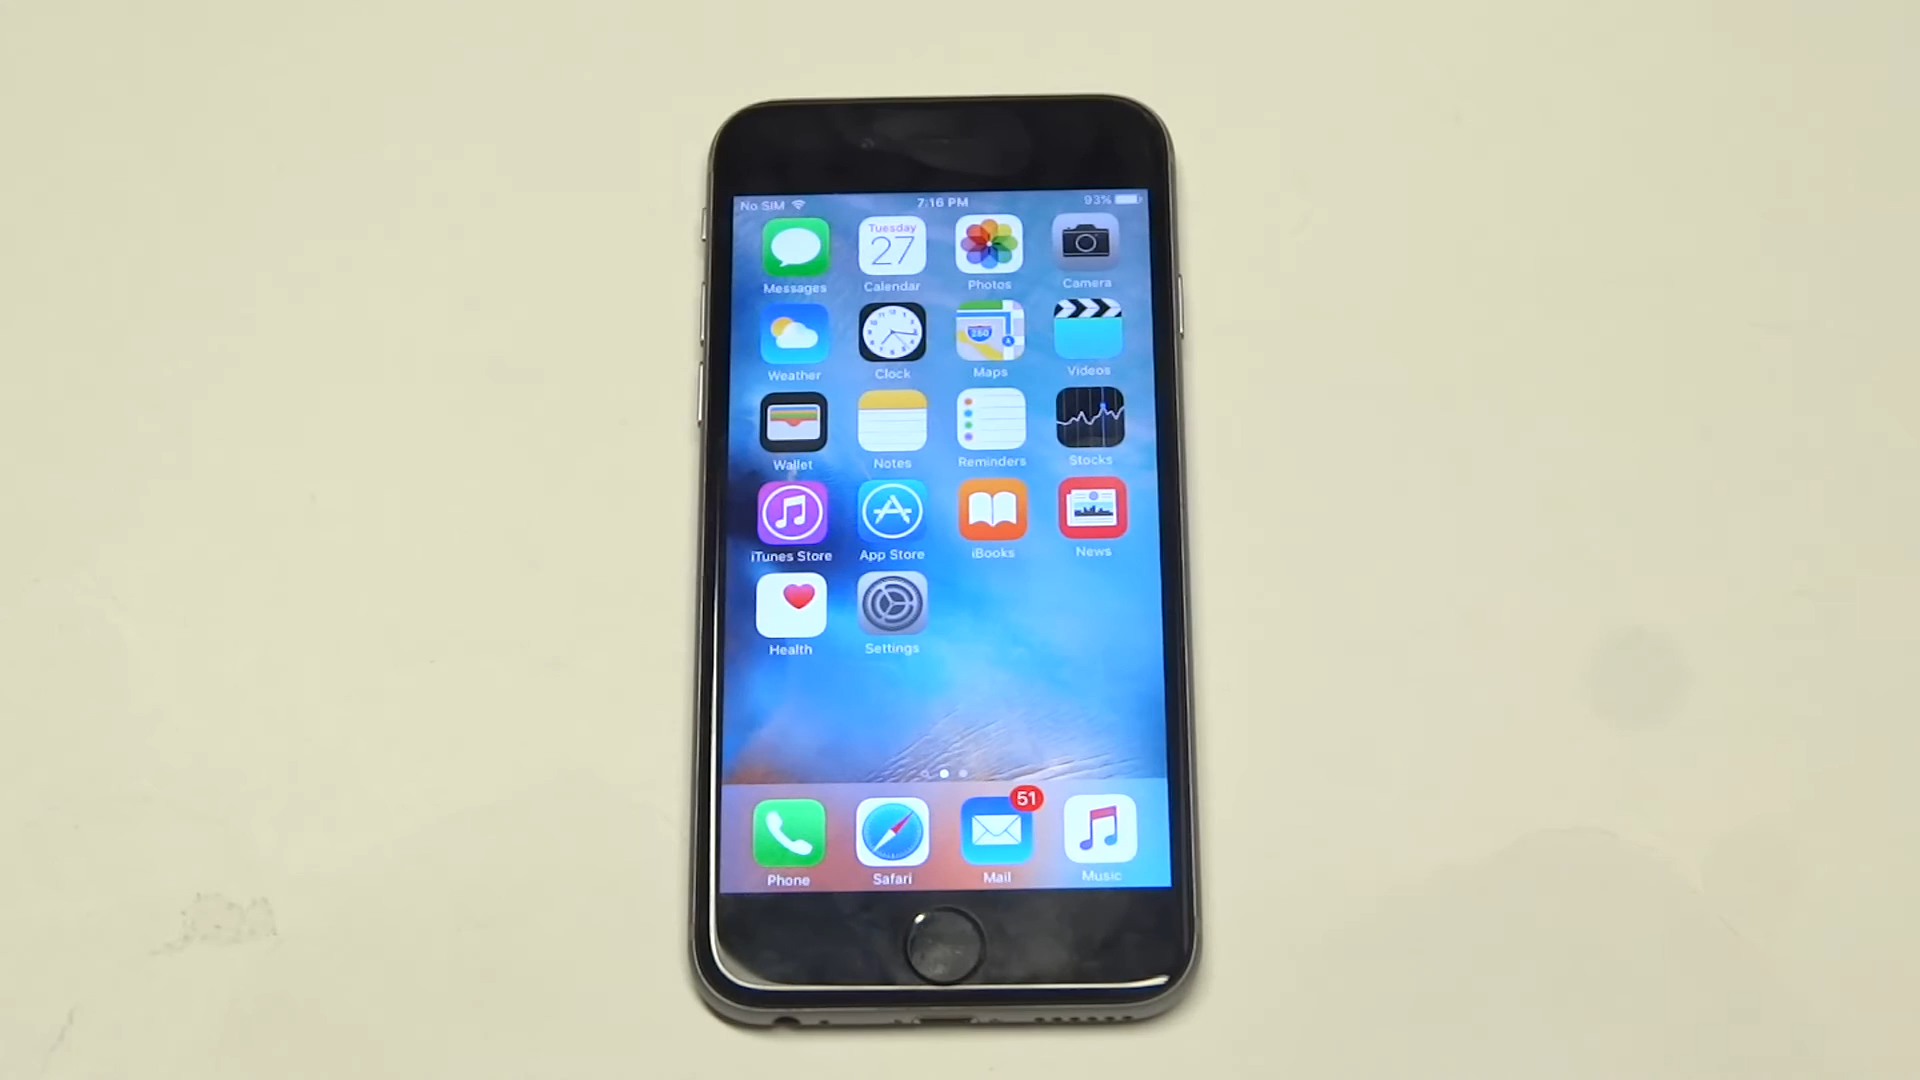 No SIM 7:16 PM 93%
Tuesday
27
Messages Calendar Photos Camera
280
Weather Clock Maps Videos
Wallet Notes Reminders Stocks
iTunes Store App Store iBooks News
Health Settings
51
Phone Safari Mail Music